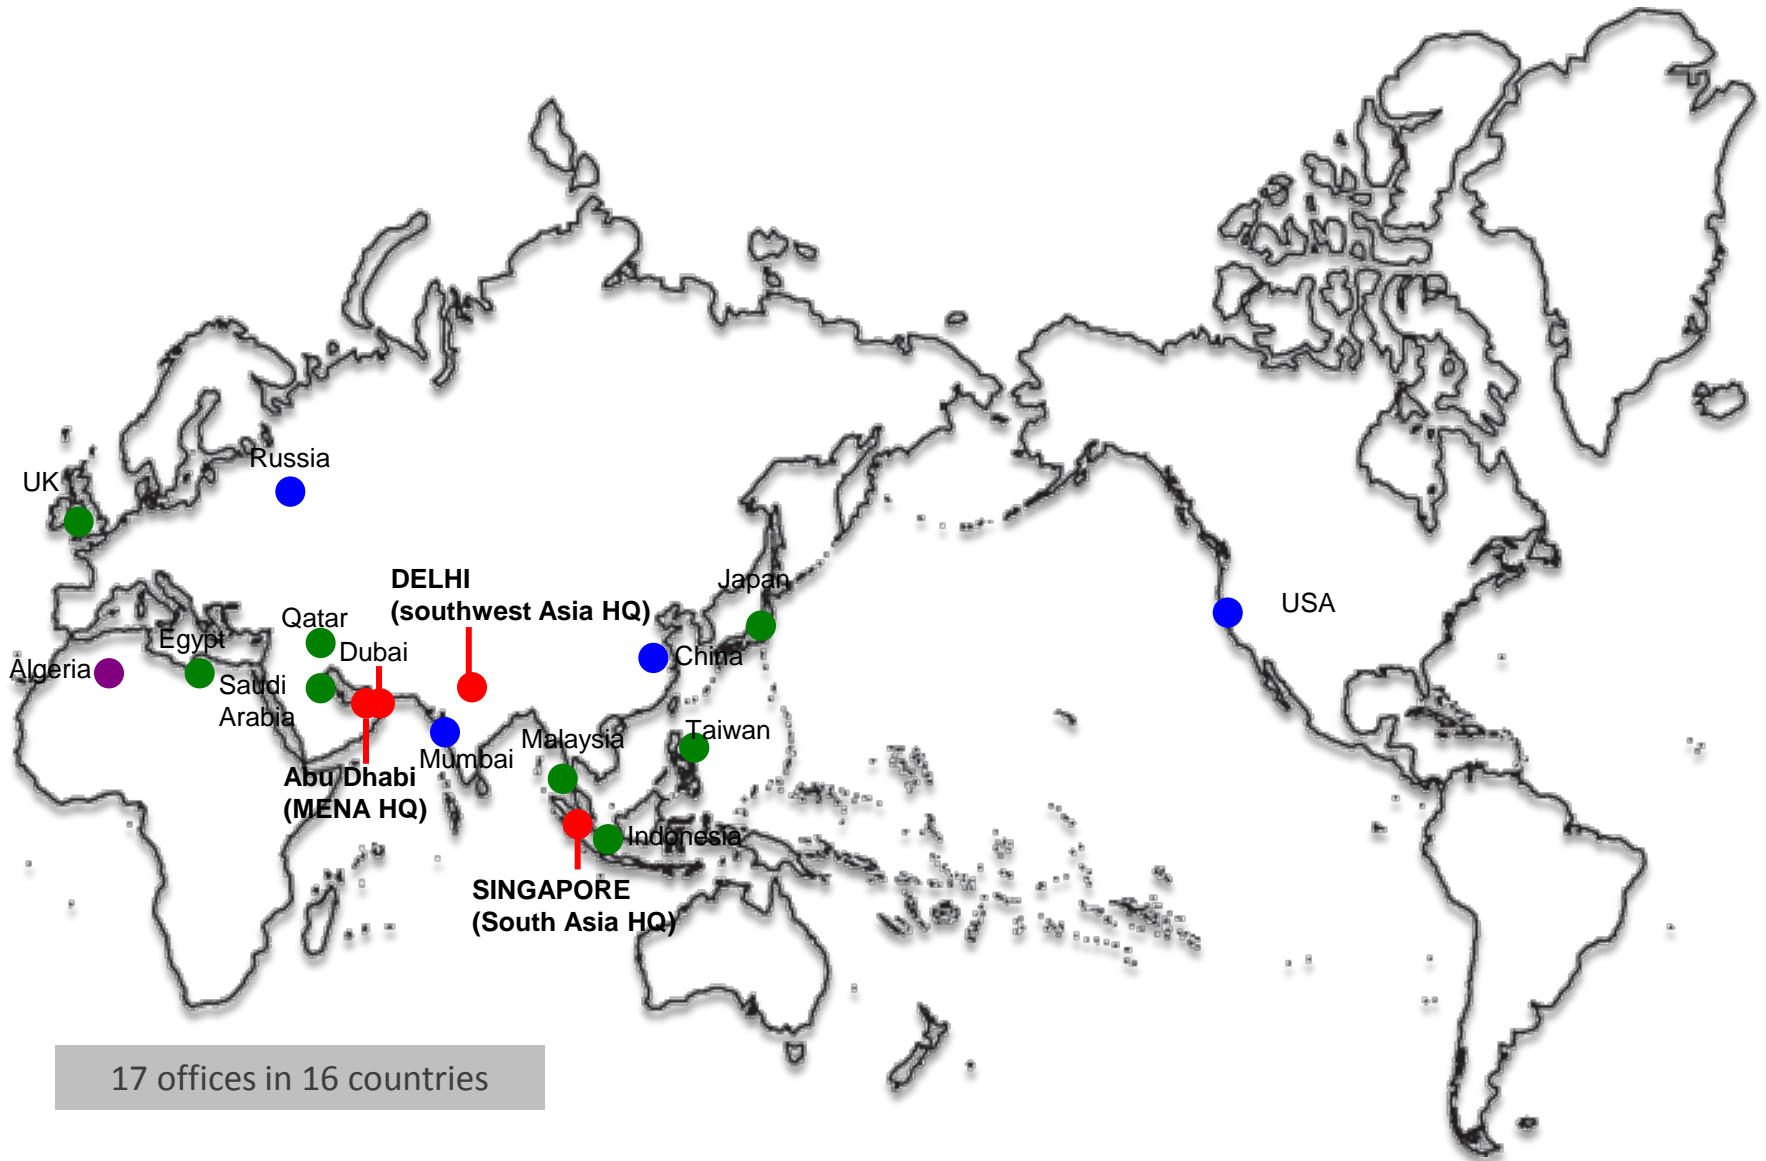 Russia
UK
DELHI
(southwest Asia HQ)
Japan
USA
Qatar
Dubai
Egypt
China
Algeria
Saudi
Arabia
Taiwan
Malaysia
Mumbai
Abu Dhabi
(MENA HQ)
Indonesia
SINGAPORE
(South Asia HQ)
17 offices in 16 countries